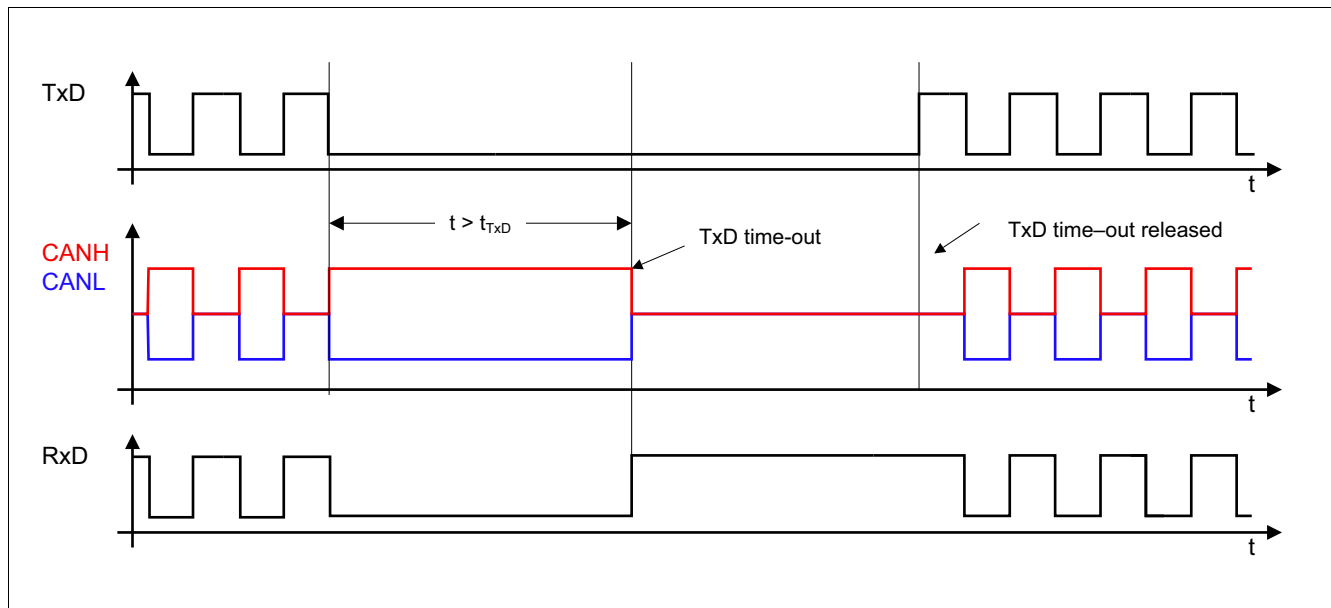 TxD
t
t > tTxD
TxD time-out
TxD time–out released
CANH
CANL
t
RxD
t